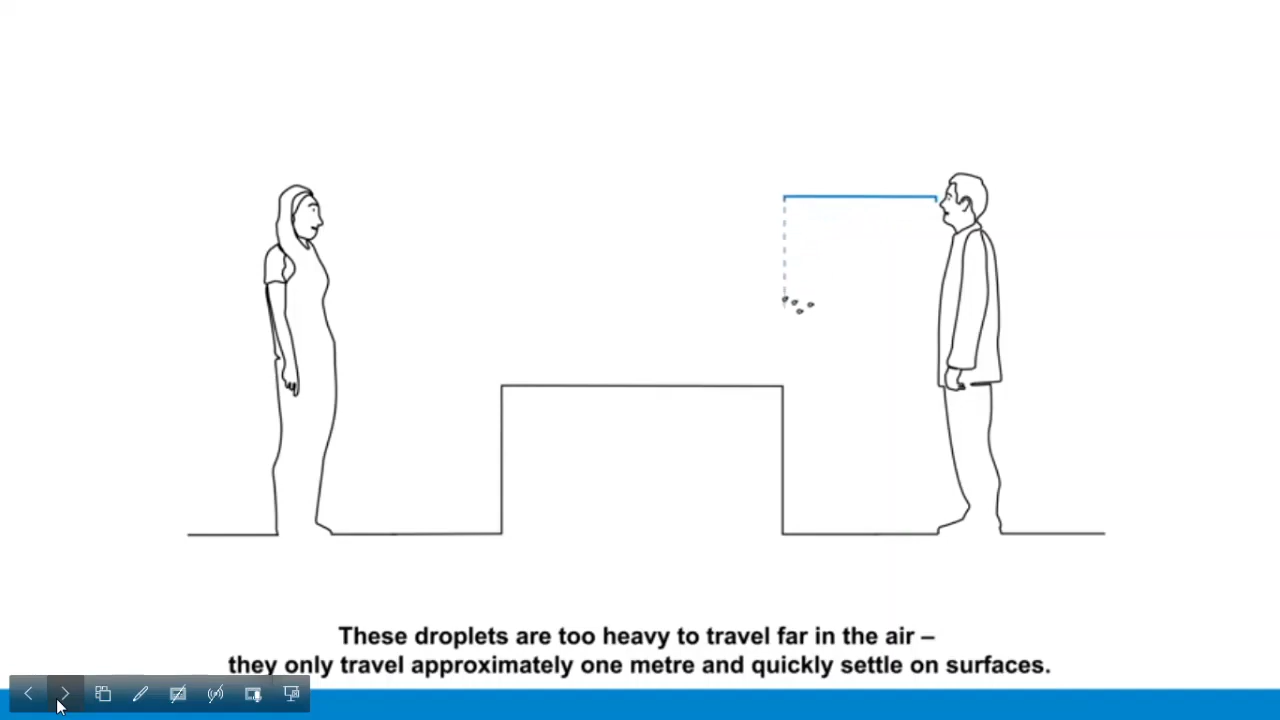 These droplets are too heavy to travel far in the air –
they only travel approximately one metre and quickly settle on surfaces.